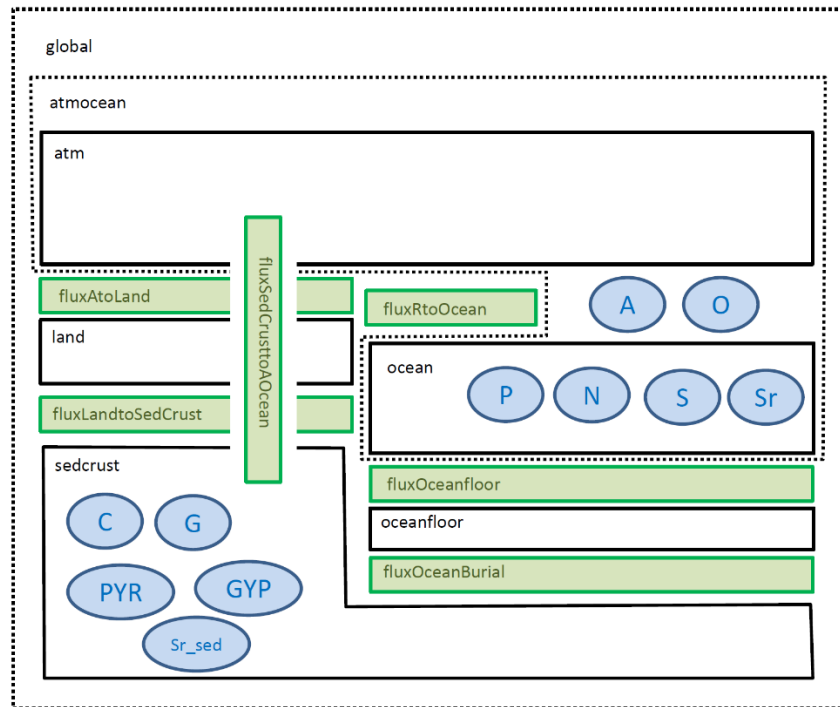 global
atmocean
atm
fluxSedCrusttoAOcean
fluxAtoLand
fluxRtoOcean
A
O
land
ocean
P
N
S
Sr
fluxLandtoSedCrust
sedcrust
fluxOceanfloor
C
G
oceanfloor
PYR
GYP
fluxOceanBurial
Sr_sed